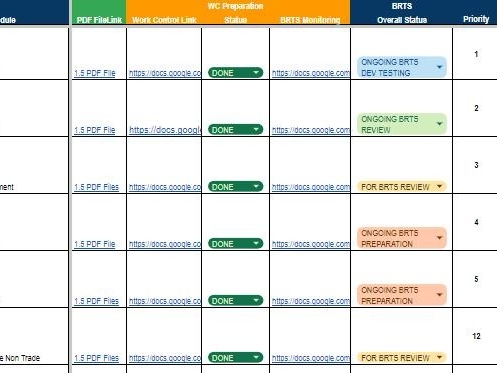 WC Preparation BRTS
dule PDF FileLink Work Control Link Status BRTS Monitoring Overall Status Priority
1
ONGOING BRTS
1.5 PDF File https://docs.google.co DONE https://docs.google.com DEV TESTING
2
ONGOING BRTS
1.5 PDF File https://docs.googl DONE https://docs.google.com REVIEW
3
ment 1.5 PDF Files https://docs.google.co DONE https://docs.google.com FOR BRTS REVIEW
4
ONGOING BRTS
1.5 PDF File https://docs.google.co DONE https://docs.google.com PREPARATION
5
ONGOING BRTS
1.5 PDF Files https://docs.google.co DONE https://docs.google.com PREPARATION
12
e Non Trade 1.5 PDF Files https://docs.google.co DONE https://docs.google.com FOR BRTS REVIEW